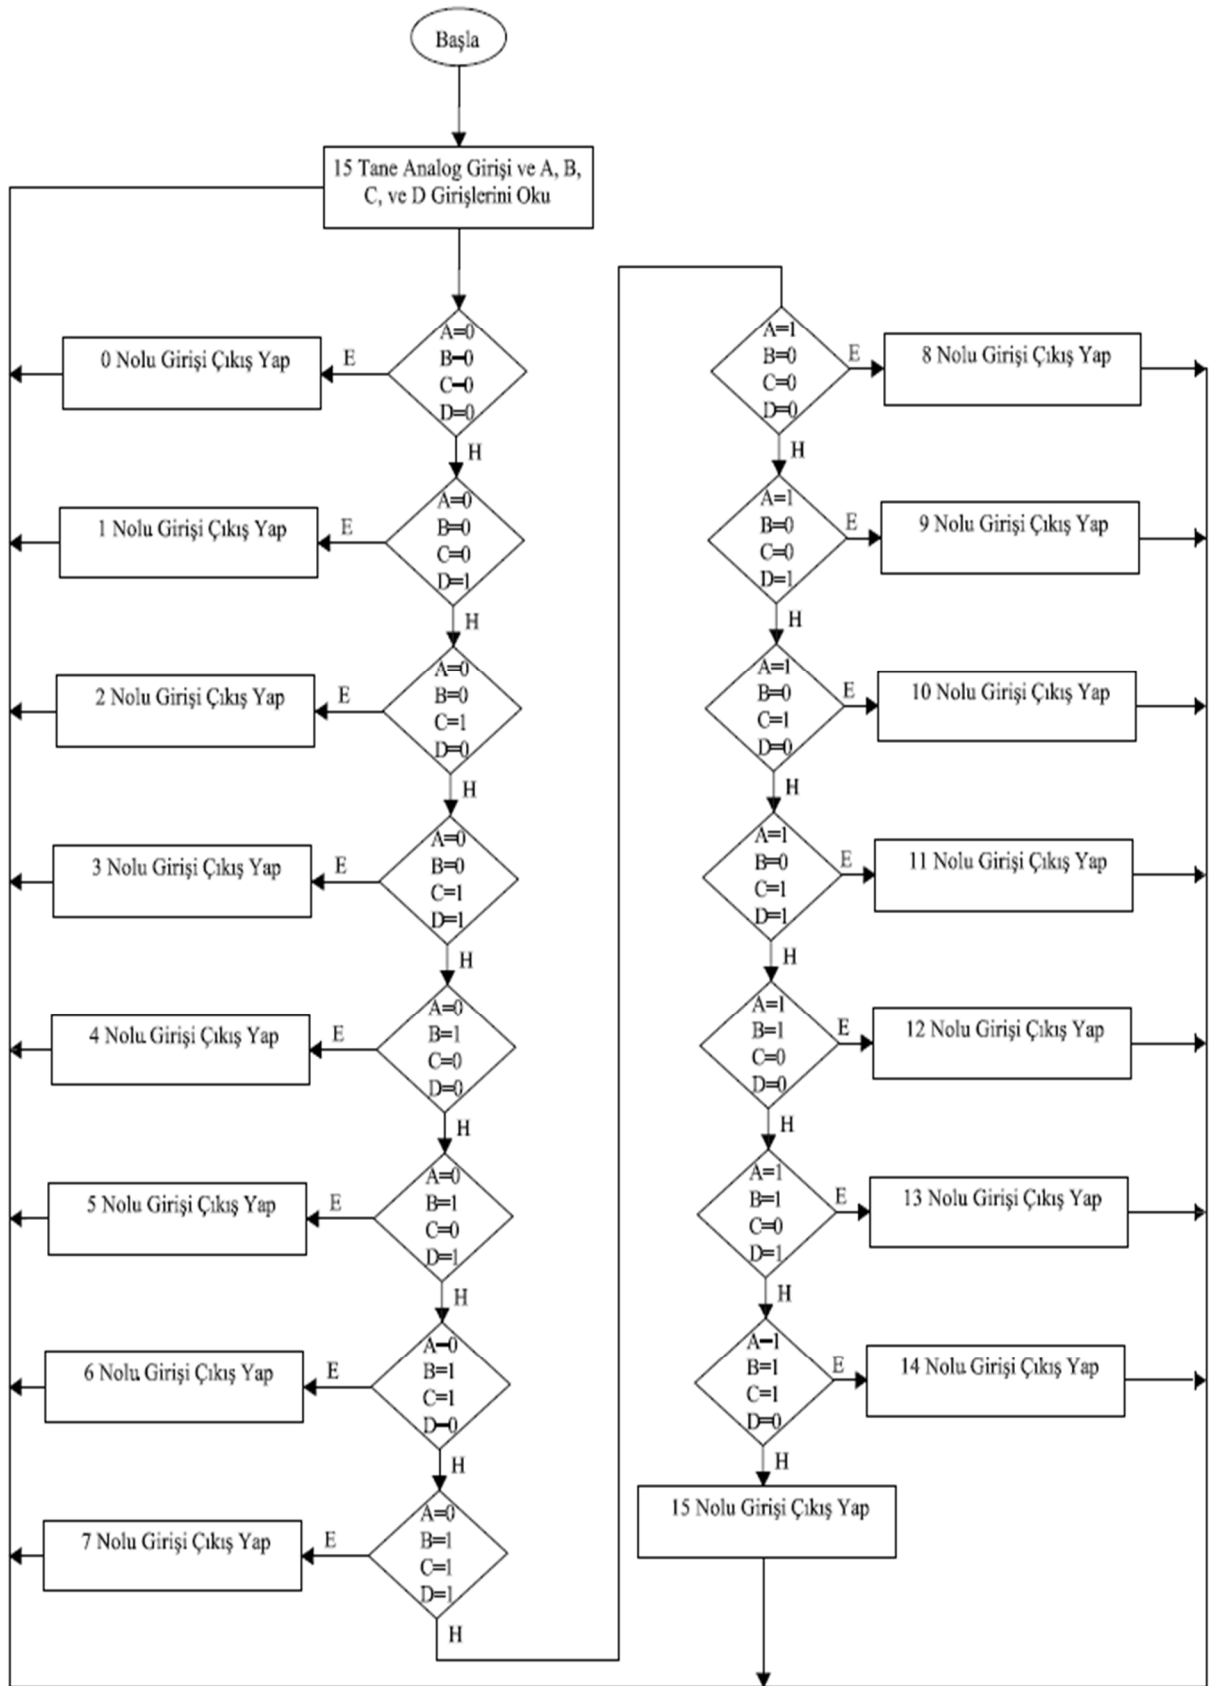 Başla
15 Tane Analog Girişi ve A, B,
C, ve D Girişlerini Oku
A=0
B=0
C=0
D=0
E
0 Nolu Girişi Çıkış Yap
H
A=0
B=0
C=0
D=1
E
1 Nolu Girişi Çıkış Yap
H
A=0
B=0
C=1
D=0
E
2 Nolu Girişi Çıkış Yap
H
A=0
B=0
C=1
D=1
E
3 Nolu Girişi Çıkış Yap
H
A=0
B=1
C=0
D=0
E
4 Nolu Girişi Çıkış Yap
H
A=0
B=1
C=0
D=1
E
5 Nolu Girişi Çıkış Yap
H
A=0
B=1
C=1
D=0
E
6 Nolu Girişi Çıkış Yap
H
A=0
B=1
C=1
D=1
E
7 Nolu Girişi Çıkış Yap
H
A=1
B=0
C=0
D=0
E
8 Nolu Girişi Çıkış Yap
H
A=1
B=0
C=0
D=1
E
9 Nolu Girişi Çıkış Yap
H
A=1
B=0
C=1
D=0
E
10 Nolu Girişi Çıkış Yap
H
A=1
B=0
C=1
D=1
E
11 Nolu Girişi Çıkış Yap
H
A=1
B=1
C=0
D=0
E
12 Nolu Girişi Çıkış Yap
H
A=1
B=1
C=0
D=1
E
13 Nolu Girişi Çıkış Yap
H
A=1
B=1
C=1
D=0
E
14 Nolu Girişi Çıkış Yap
H
15 Nolu Girişi Çıkış Yap